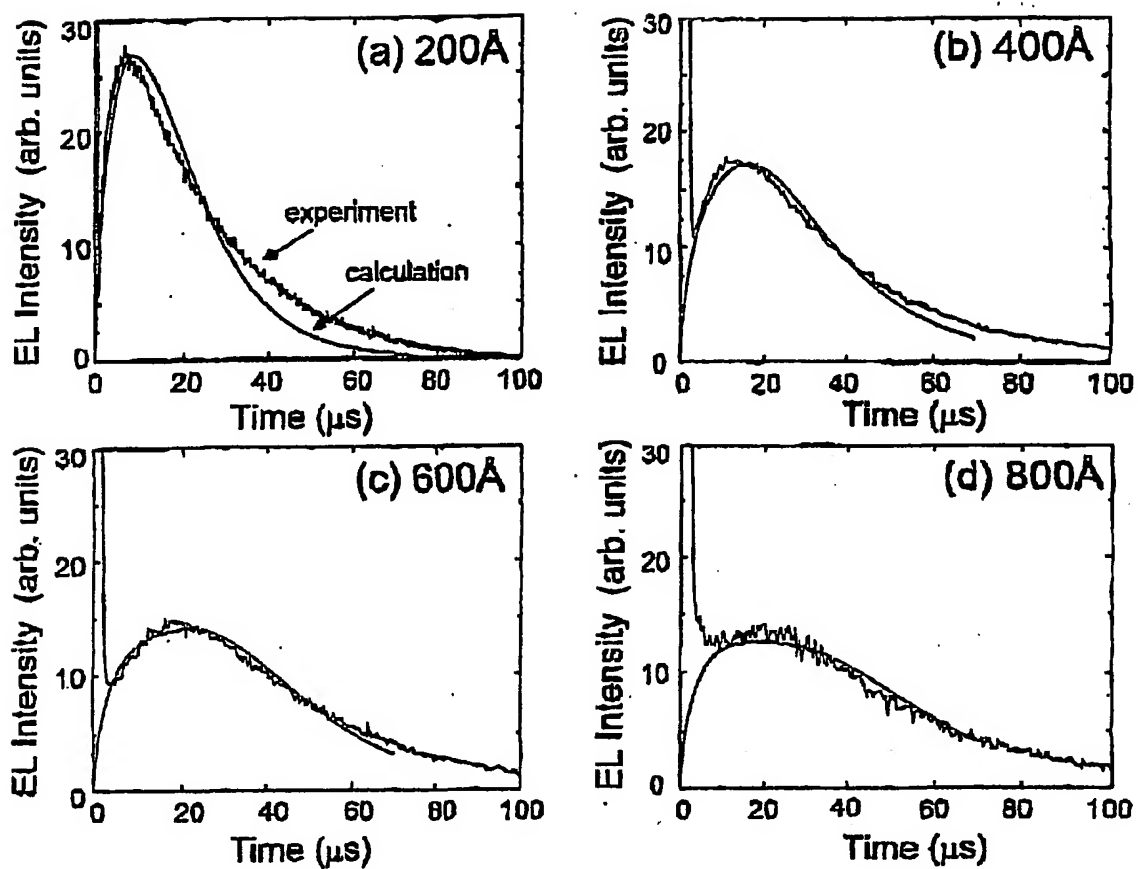 (a) 200Å
EL Intensity (arb. units)
30
20
10
0
experiment
calculation
0 20 40 60 80 100
Time (μs)
(b) 400Å
EL Intensity (arb. units)
30
20
10
0
0 20 40 60 80 100
Time (μs)
(c) 600Å
EL Intensity (arb. units)
30
20
10
0
0 20 40 60 80 100
Time (μs)
(d) 800Å
EL Intensity (arb. units)
30
20
10
0
0 20 40 60 80 100
Time (μs)